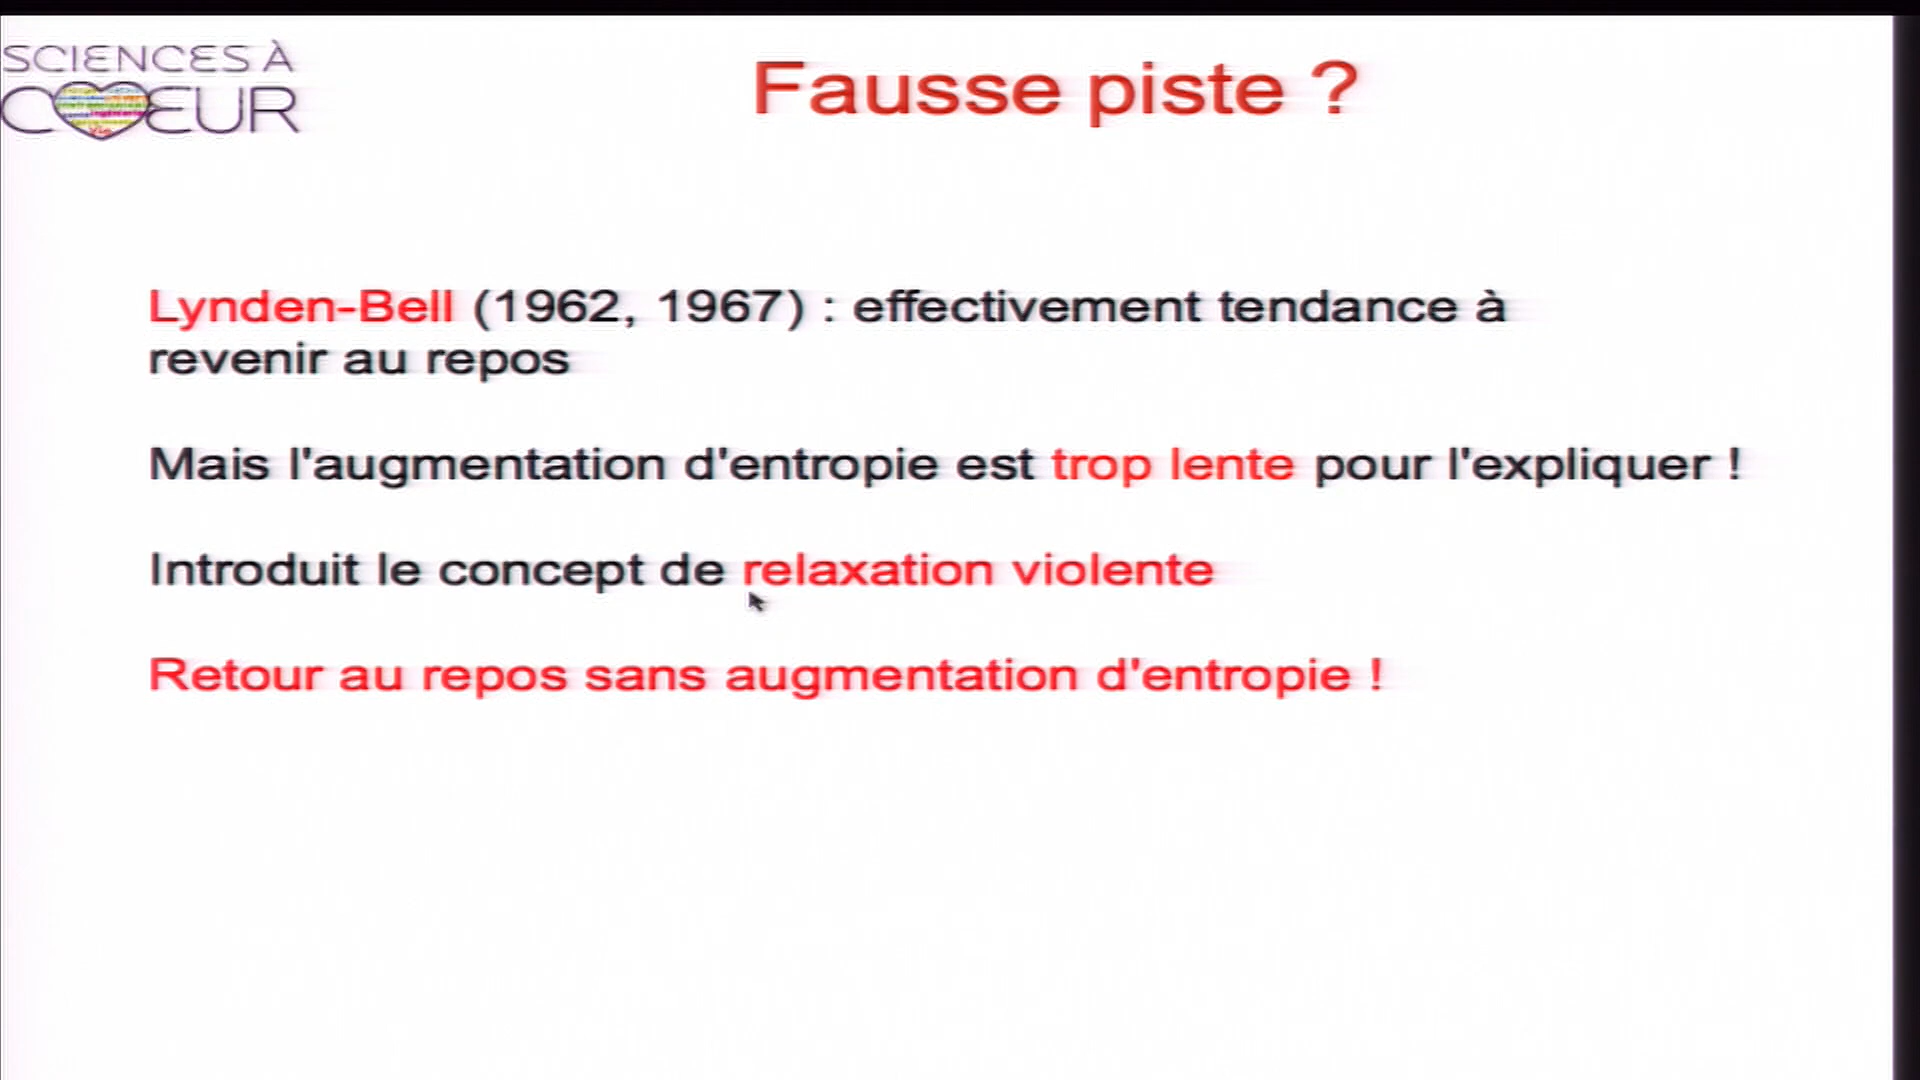 SCIENCES À
CŒUR
Fausse piste ?
Lynden-Bell (1962, 1967) : effectivement tendance à
revenir au repos
Mais l'augmentation d'entropie est trop lente pour l'expliquer !
Introduit le concept de relaxation violente
Retour au repos sans augmentation d'entropie !